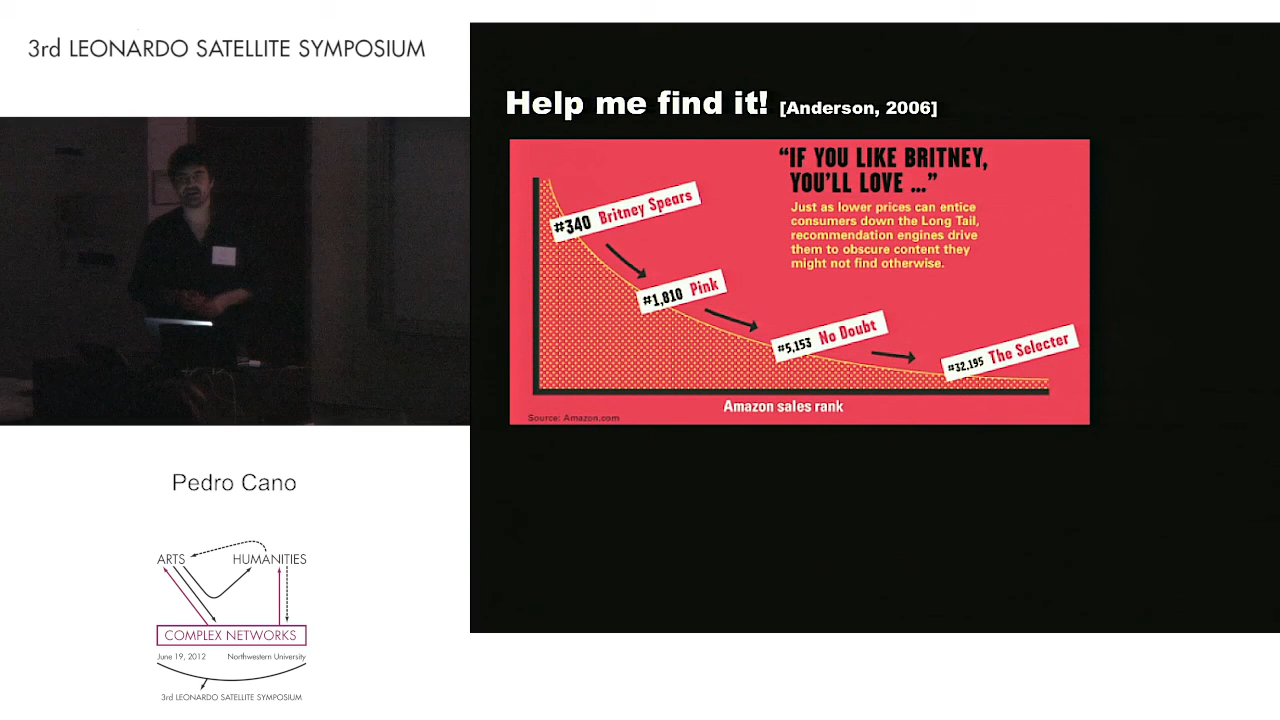 3rd LEONARDO SATELLITE SYMPOSIUM
Help me find it! [Anderson, 2006]
“IF YOU LIKE BRITNEY,
YOU’LL LOVE ...”
Just as lower prices can entice
consumers down the Long Tail,
recommendation engines drive
them to obscure content they
might not find otherwise.
#340 Britney Spears
#1,810 Pink
#5,153 No Doubt
#32,195 The Selecter
Amazon sales rank
Source: Amazon.com
Pedro Cano
ARTS HUMANITIES
COMPLEX NETWORKS
June 19, 2012 Northwestern University
3rd LEONARDO SATELLITE SYMPOSIUM